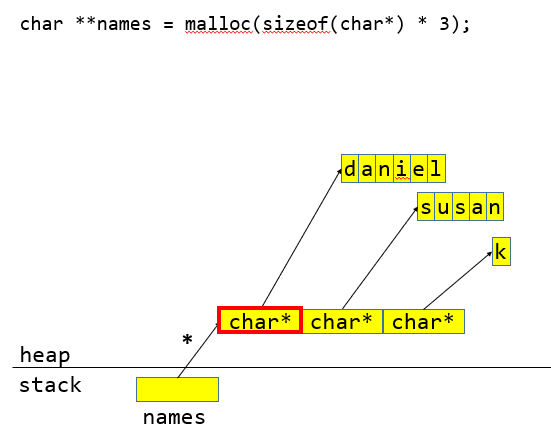 char **names = malloc(sizeof(char*) * 3);
daniel
susan
k
char* char* char*
*
heap
stack
names